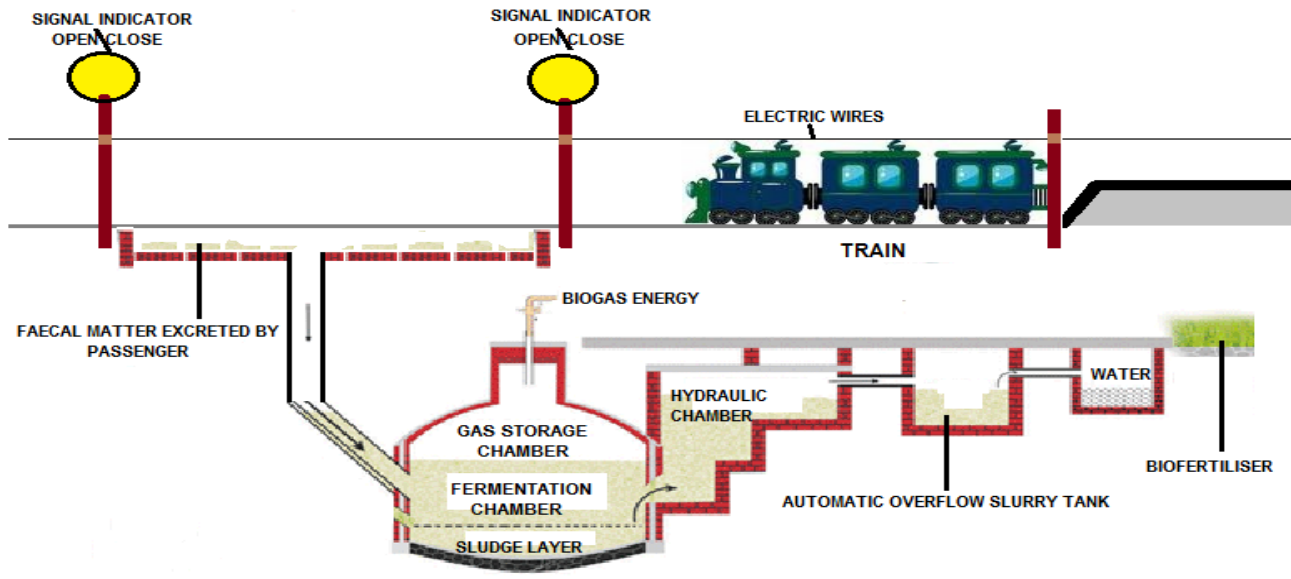 SIGNAL INDICATOR
OPEN CLOSE
SIGNAL INDICATOR
OPEN CLOSE
ELECTRIC WIRES
TRAIN
FAECAL MATTER EXCRETED BY
PASSENGER
BIOGAS ENERGY
GAS STORAGE
CHAMBER
FERMENTATION
CHAMBER
SLUDGE LAYER
HYDRAULIC
CHAMBER
WATER
AUTOMATIC OVERFLOW SLURRY TANK
BIOFERTILISER